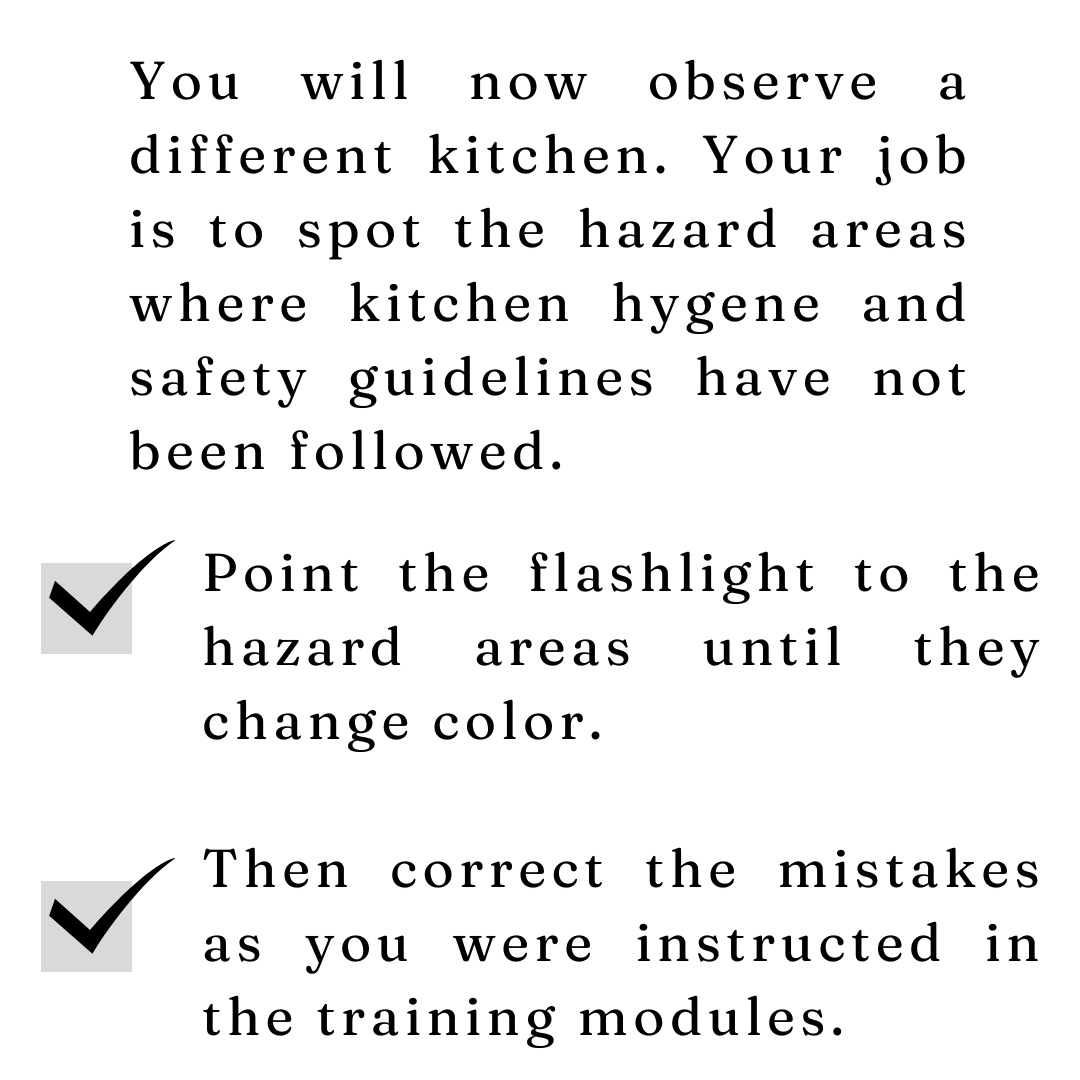 You will now observe a
different kitchen. Your job
is to spot the hazard areas
where kitchen hygene and
safety guidelines have not
been followed.
Point the flashlight to the
hazard areas until they
change color.
Then correct the mistakes
as you were instructed in
the training modules.